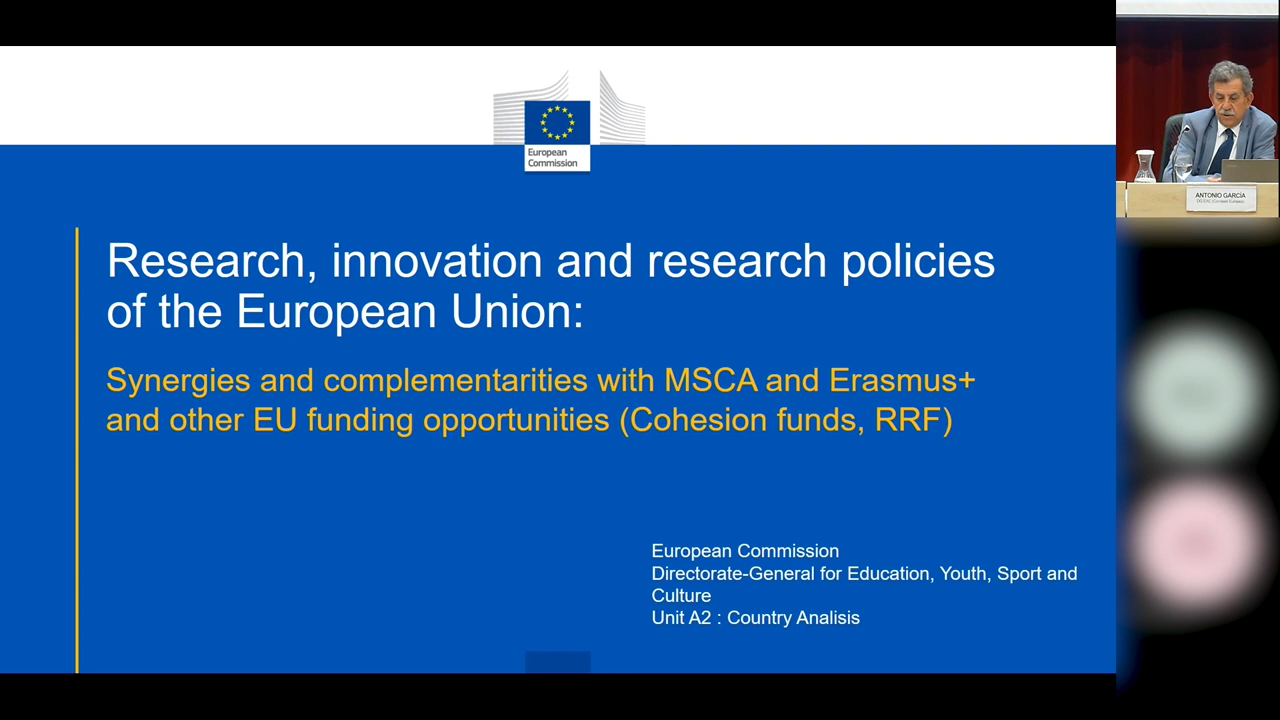 European
Commission
Research, innovation and research policies
of the European Union:
Synergies and complementarities with MSCA and Erasmus+
and other EU funding opportunities (Cohesion funds, RRF)
European Commission
Directorate-General for Education, Youth, Sport and
Culture
Unit A2 : Country Analisis
ANTONIO GARCÍA